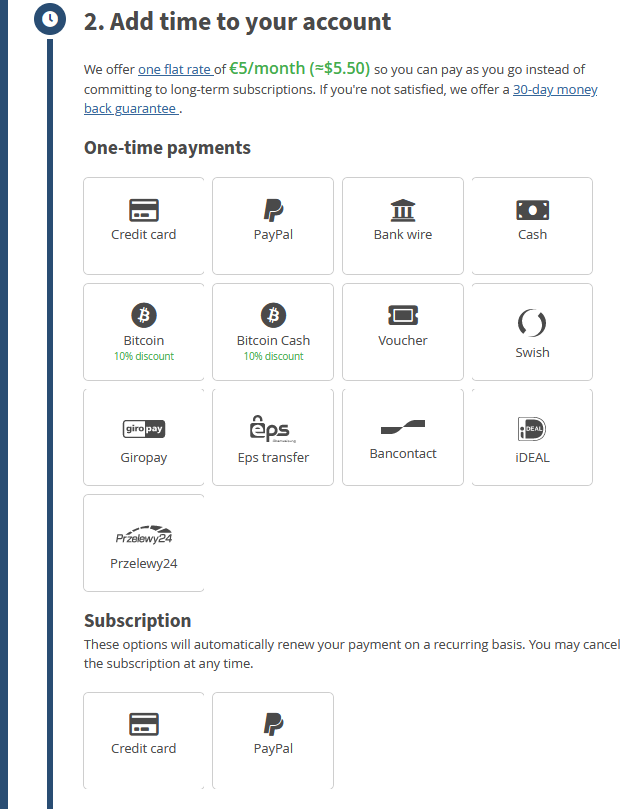 2. Add time to your account
We offer one flat rate of €5/month (≈$5.50) so you can pay as you go instead of
committing to long-term subscriptions. If you're not satisfied, we offer a 30-day money
back guarantee .
One-time payments
Credit card
PayPal
Bank wire
Cash
Bitcoin
10% discount
Bitcoin Cash
10% discount
Voucher
Swish
giropay
Giropay
eps
Eps transfer
Bancontact
iDEAL
iDEAL
Przelewy24
Przelewy24
Subscription
These options will automatically renew your payment on a recurring basis. You may cancel
the subscription at any time.
Credit card
PayPal